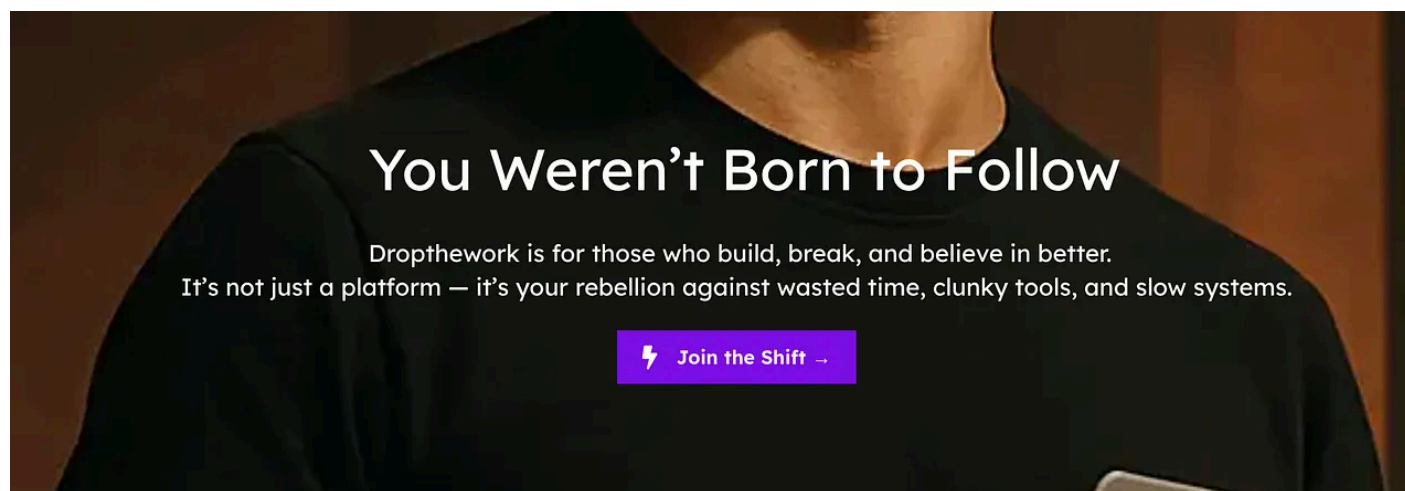 You Weren’t Born to Follow
Dropthework is for those who build, break, and believe in better.
It’s not just a platform — it’s your rebellion against wasted time, clunky tools, and slow systems.
Join the Shift →